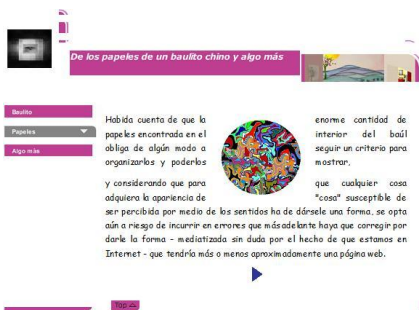 De los papeles de un baulito chino y algo más
Baulito
Papeles
Algo más
Habida cuenta de que la enorme cantidad de
papeles encontrada en el interior del baúl
obliga de algún modo a seguir un criterio para
organizarlos y poderlos mostrar,
y considerando que para que cualquier cosa
adquiera la apariencia de "cosa" susceptible de
ser percibida por medio de los sentidos ha de dársele una forma, se opta
aún a riesgo de incurrir en errores que másadelante haya que corregir por
darle la forma - mediatizada sin duda por el hecho de que estamos en
Internet - que tendría más o menos aproximadamente una página web.
Top